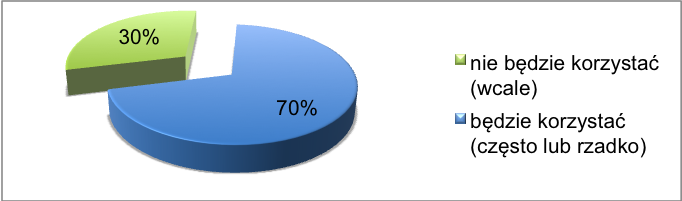 30%
70%
nie będzie korzystać
(wcale)
będzie korzystać
(często lub rzadko)